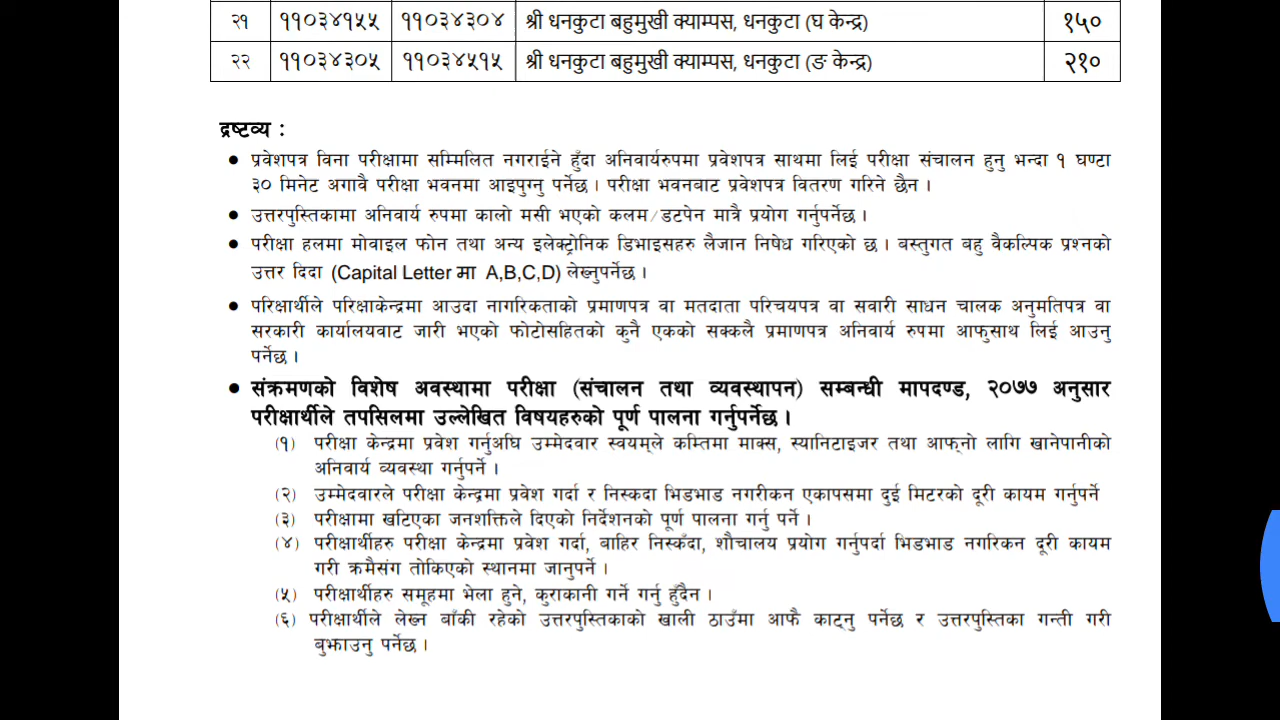 २१ ११०३४१५५ ११०३४३०४ श्री धनकुटा बहुमुखी क्याम्पस, धनकुटा (घ केन्द्र) १५०
२२ ११०३४३०५ ११०३४५१५ श्री धनकुटा बहुमुखी क्याम्पस, धनकुटा (ङ केन्द्र) २१०
द्रष्टव्य :
● प्रवेशपत्र विना परीक्षामा सम्मिलित नगराईने हुँदा अनिवार्यरुपमा प्रवेशपत्र साथमा लिई परीक्षा संचालन हुनु भन्दा १ घण्टा
३० मिनेट अगावै परीक्षा भवनमा आइपुग्नु पर्नेछ । परीक्षा भवनबाट प्रवेशपत्र वितरण गरिने छैन ।
● उत्तरपुस्तिकामा अनिवार्य रुपमा कालो मसी भएको कलम/डटपेन मात्रै प्रयोग गर्नुपर्नेछ ।
● परीक्षा हलमा मोवाइल फोन तथा अन्य इलेक्ट्रोनिक डिभाइसहरु लैजान निषेध गरिएको छ । बस्तुगत बहु वैकल्पिक प्रश्नको
उत्तर दिदा (Capital Letter मा A,B,C,D) लेख्नुपर्नेछ ।
● परिक्षार्थीले परिक्षाकेन्द्रमा आउदा नागरिकताको प्रमाणपत्र वा मतदाता परिचयपत्र वा सवारी साधन चालक अनुमतिपत्र वा
सरकारी कार्यालयवाट जारी भएको फोटोसहितको कुनै एकको सक्कलै प्रमाणपत्र अनिवार्य रुपमा आफुसाथ लिई आउनु
पर्नेछ ।
● संक्रमणको विशेष अवस्थामा परीक्षा (संचालन तथा व्यवस्थापन) सम्बन्धी मापदण्ड, २०७७ अनुसार
परीक्षार्थीले तपसिलमा उल्लेखित विषयहरुको पूर्ण पालना गर्नुपर्नेछ ।
(१) परीक्षा केन्द्रमा प्रवेश गर्नुअघि उम्मेदवार स्वयम्‌ले कम्तिमा माक्स, स्यानिटाइजर तथा आफ्‌नो लागि खानेपानीको
अनिवार्य व्यवस्था गर्नुपर्ने ।
(२) उम्मेदवारले परीक्षा केन्द्रमा प्रवेश गर्दा र निस्कदा भिडभाड नगरीकन एकापसमा दुई मिटरको दूरी कायम गर्नुपर्ने
(३) परीक्षामा खटिएका जनशक्तिले दिएको निर्देशनको पूर्ण पालना गर्नु पर्ने ।
(४) परीक्षार्थीहरु परीक्षा केन्द्रमा प्रवेश गर्दा, बाहिर निस्कँदा, शौचालय प्रयोग गर्नुपर्दा भिडभाड नगरिकन दूरी कायम
गरी क्रमैसंग तोकिएको स्थानमा जानुपर्ने ।
(५) परीक्षार्थीहरु समूहमा भेला हुने, कुराकानी गर्ने गर्नु हुँदैन ।
(६) परीक्षार्थीले लेख्न बाँकी रहेको उत्तरपुस्तिकाको खाली ठाउँमा आफै काट्नु पर्नेछ र उत्तरपुस्तिका गन्ती गरी
बुझाउनु पर्नेछ ।